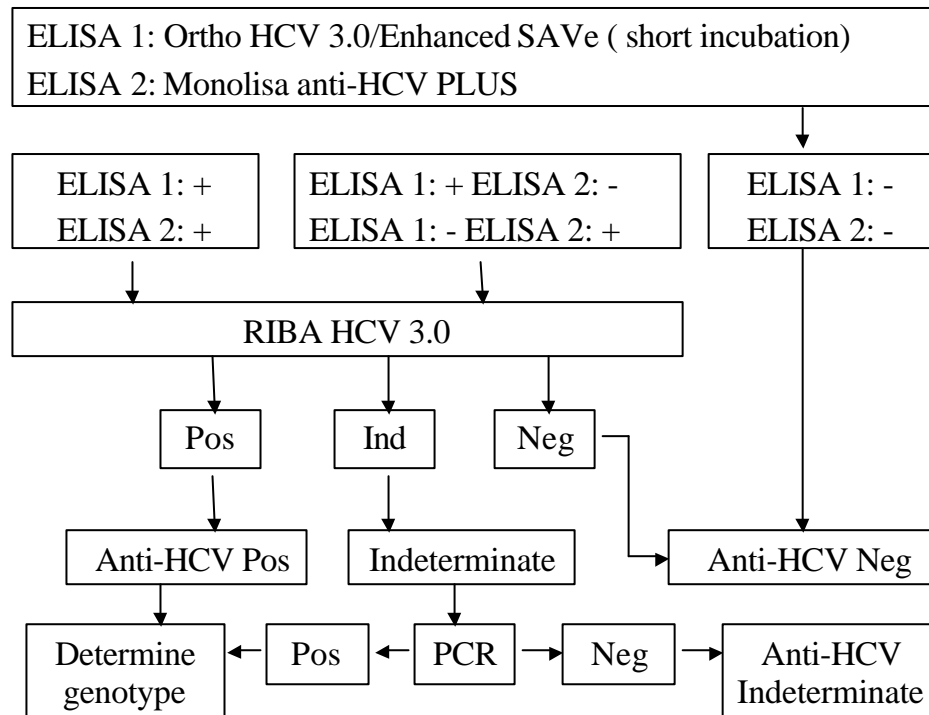 ELISA 1: Ortho HCV 3.0/Enhanced SAVe ( short incubation)
ELISA 2: Monolisa anti-HCV PLUS
ELISA 1: +
ELISA 2: +
ELISA 1: + ELISA 2: -
ELISA 1: - ELISA 2: +
ELISA 1: -
ELISA 2: -
RIBA HCV 3.0
Pos
Ind
Neg
Anti-HCV Pos
Indeterminate
Anti-HCV Neg
Determine
genotype
Pos
PCR
Neg
Anti-HCV
Indeterminate